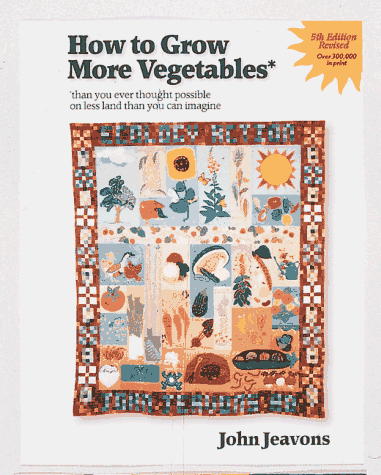 How to Grow
More Vegetables*
*than you ever thought possible
on less land than you can imagine
5th Edition
Revised
Over 300,000
in print
John Jeavons